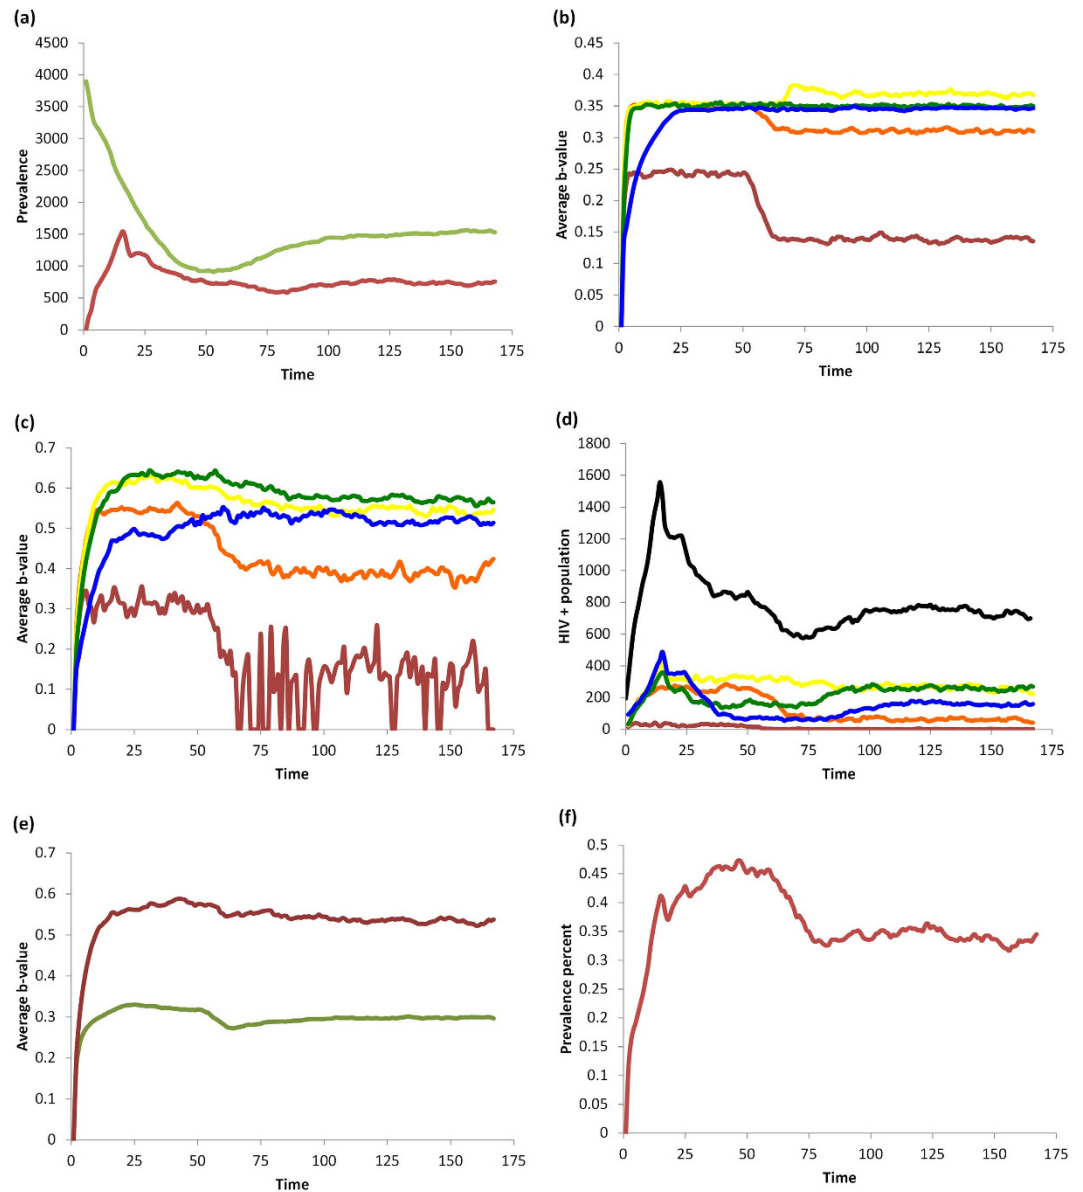 (a)
4500
4000
3500
3000
2500
2000
1500
1000
500
0
Prevalence
0 25 50 75 100 125 150 175
Time
(b)
0.45
0.4
0.35
0.3
0.25
0.2
0.15
0.1
0.05
0
Average b-value
0 25 50 75 100 125 150 175
Time
(c)
0.7
0.6
0.5
0.4
0.3
0.2
0.1
0
Average b-value
0 25 50 75 100 125 150 175
Time
(d)
1800
1600
1400
1200
1000
800
600
400
200
0
HIV + population
0 25 50 75 100 125 150 175
Time
(e)
0.7
0.6
0.5
0.4
0.3
0.2
0.1
0
Average b-value
0 25 50 75 100 125 150 175
Time
(f)
0.5
0.45
0.4
0.35
0.3
0.25
0.2
0.15
0.1
0.05
0
Prevalence percent
0 25 50 75 100 125 150 175
Time